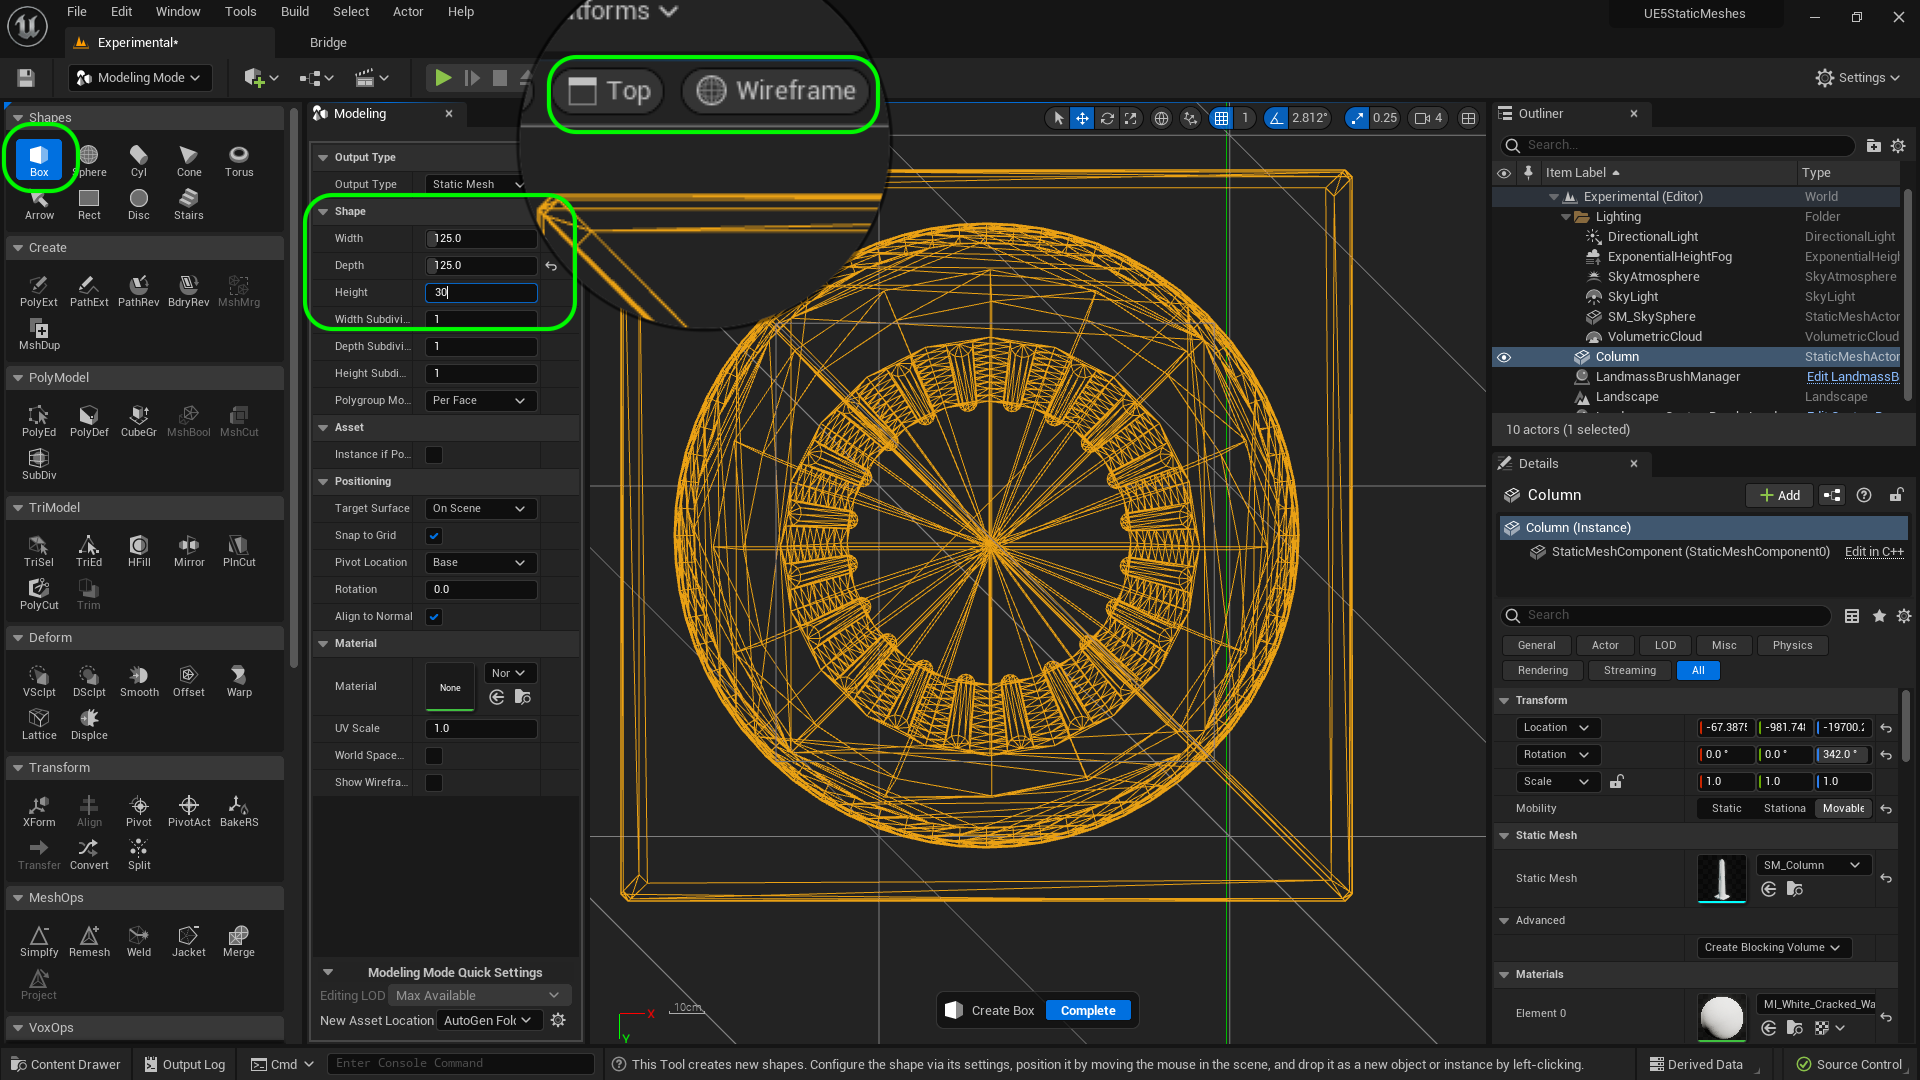 File Edit Window Tools Build Select Actor Help
UE5StaticMeshes
Experimental*
Bridge
Modeling Mode
Settings
Top
Wireframe
Shapes
Box
Sphere
Cyl
Cone
Torus
Arrow
Rect
Disc
Stairs
Create
PolyExt
PathExt
PathRev
BdryRev
MshMrg
MshDup
PolyModel
PolyEd
PolyDef
CubeGr
MshBool
MshCut
SubDiv
TriModel
TriSel
TriEd
HFill
Mirror
PlnCut
PolyCut
Trim
Deform
VSclpt
DSclpt
Smooth
Offset
Warp
Lattice
Displce
Transform
XForm
Align
Pivot
PivotAct
BakeRS
Transfer
Convert
Split
MeshOps
Simplfy
Remesh
Weld
Jacket
Merge
Project
VoxOps
Modeling
Output Type
Output Type Static Mesh
Shape
Width 125.0
Depth 125.0
Height 30
Width Subdivi... 1
Depth Subdivi... 1
Height Subdi... 1
Polygroup Mo... Per Face
Asset
Instance if Po...
Positioning
Target Surface On Scene
Snap to Grid
Pivot Location Base
Rotation 0.0
Align to Normal
Material
Material None Nor
UV Scale 1.0
World Space...
Show Wirefra...
Modeling Mode Quick Settings
Editing LOD Max Available
New Asset Location AutoGen Fol
1
2.812°
0.25
4
10cm
X
Y
Create Box
Complete
Outliner
Search...
Item Label
Type
Experimental (Editor) World
Lighting Folder
DirectionalLight DirectionalLight
ExponentialHeightFog ExponentialHeigh
SkyAtmosphere SkyAtmosphere
SkyLight SkyLight
SM_SkySphere StaticMeshActor
VolumetricCloud VolumetricCloud
Column StaticMeshActor
LandmassBrushManager Edit LandmassB
Landscape Landscape
10 actors (1 selected)
Details
Column
Add
Column (Instance)
StaticMeshComponent (StaticMeshComponent0) Edit in C++
Search
General
Actor
LOD
Misc
Physics
Rendering
Streaming
All
Transform
Location -67.387 -981.74 -19700.
Rotation 0.0 ° 0.0 ° 342.0 °
Scale 1.0 1.0 1.0
Mobility Static Stationa Movable
Static Mesh
Static Mesh SM_Column
Advanced
Create Blocking Volume
Materials
Element 0 MI_White_Cracked_Wa
Content Drawer
Output Log
Cmd
Enter Console Command
This Tool creates new shapes. Configure the shape via its settings, position it by moving the mouse in the scene, and drop it as a new object or instance by left-clicking.
Derived Data
Source Control